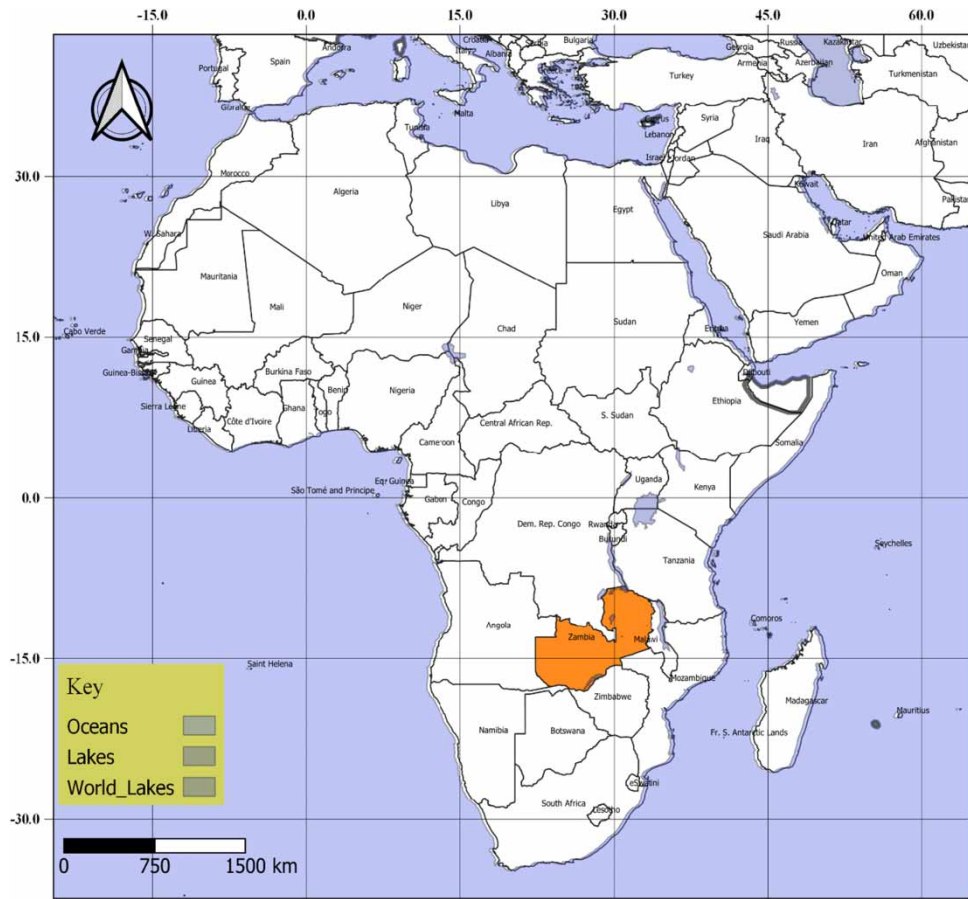 -15.0 0.0 15.0 30.0 45.0 60.0
Croatia Bulgaria Russia Kazakhstan Uzbekistan
Andorra Italy Serbia Georgia
Albania Armenia Azerbaijan
Portugal Spain Greece Turkey Turkmenistan
Gibraltar Malta Cyprus Syria
Tunisia Lebanon Iraq Iran Afghanistan
Israel Jordan
Morocco 30.0 Kuwait
Algeria Libya Egypt Pakistan
W. Sahara Saudi Arabia Qatar United Arab Emirates
Mauritania Oman
Mali Niger
Cabo Verde 15.0 Chad Sudan Eritrea Yemen
Senegal
Gambia
Guinea-Bissau Guinea Burkina Faso Benin Nigeria Djibouti
Sierra Leone Ghana Togo S. Sudan Ethiopia
Liberia Côte d'Ivoire Central African Rep. Somalia
Cameroon
São Tomé and Principe Eqr Guinea Uganda Kenya
0.0 Gabon Congo
Dem. Rep. Congo Rwanda
Burundi Seychelles
Tanzania
Angola Zambia Malawi Comoros
-15.0 Saint Helena Mozambique
Zimbabwe Madagascar Mauritius
Namibia Botswana Fr. S. Antarctic Lands
eSwatini
South Africa Lesotho
-30.0
Key
Oceans
Lakes
World_Lakes
0 750 1500 km